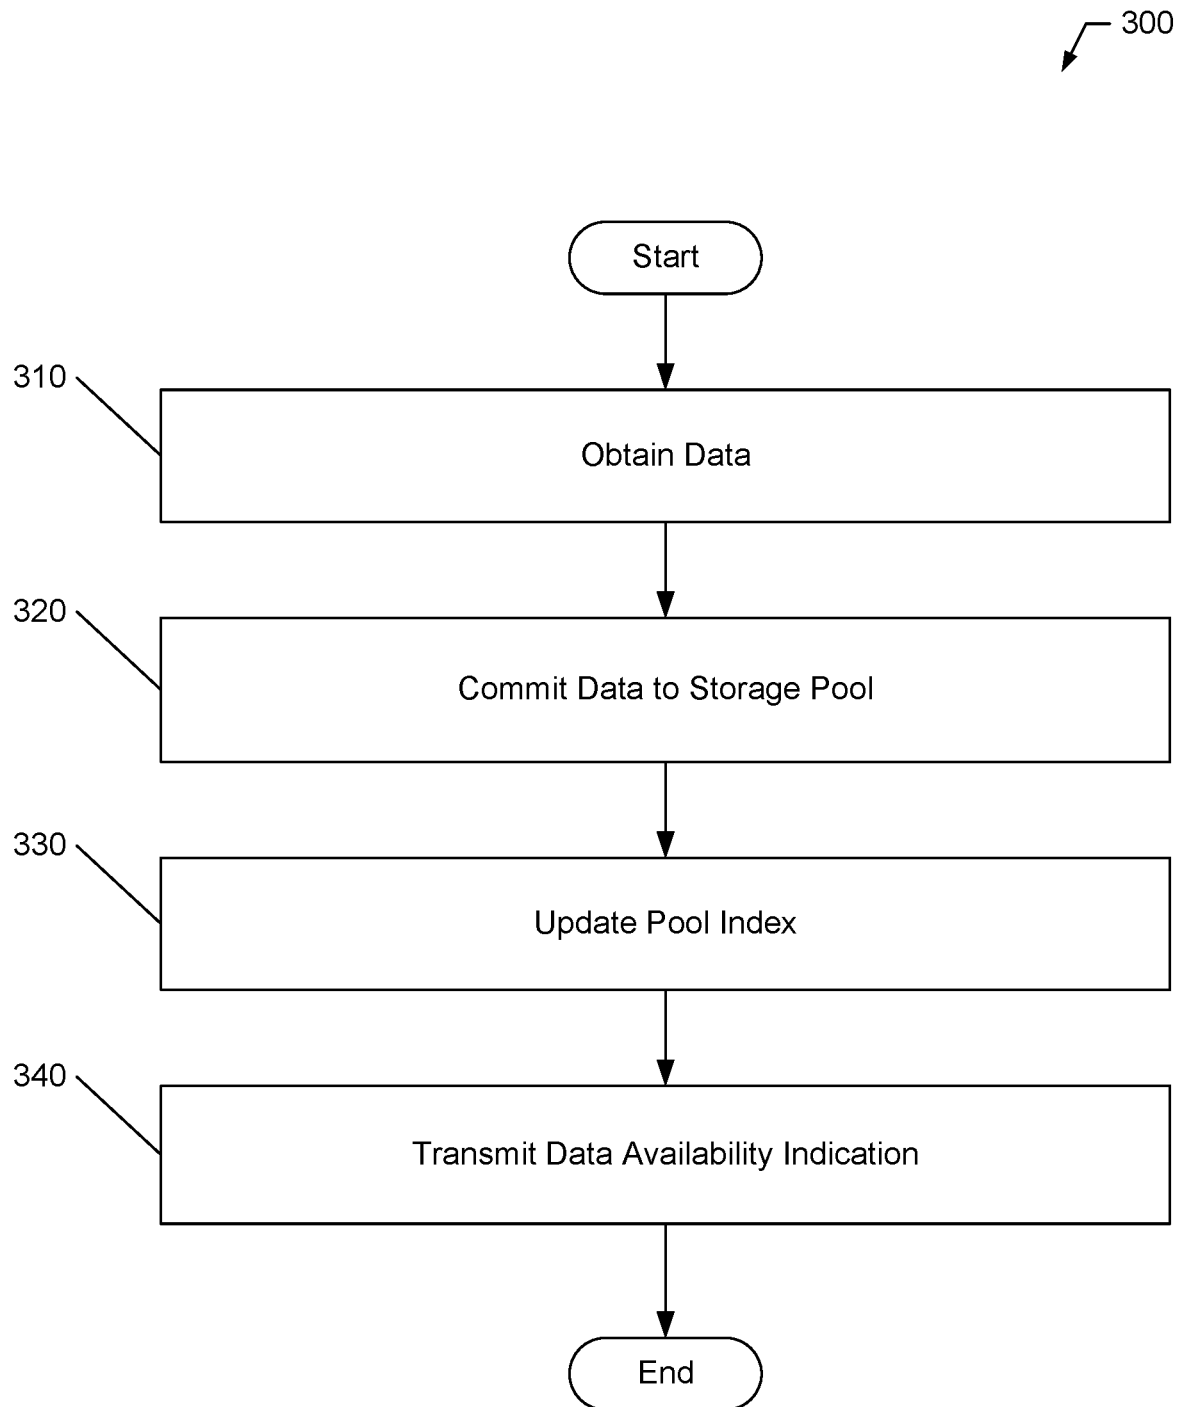 300
Start
310
Obtain Data
320
Commit Data to Storage Pool
330
Update Pool Index
340
Transmit Data Availability Indication
End